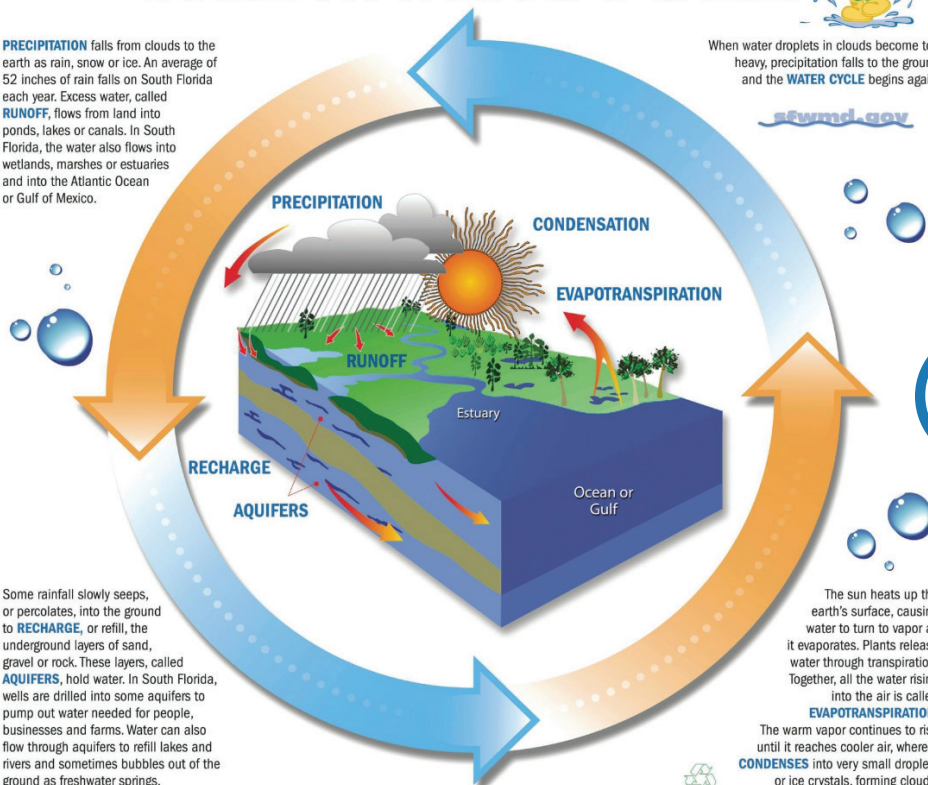 PRECIPITATION falls from clouds to the
earth as rain, snow or ice. An average of
52 inches of rain falls on South Florida
each year. Excess water, called
RUNOFF, flows from land into
ponds, lakes or canals. In South
Florida, the water also flows into
wetlands, marshes or estuaries
and into the Atlantic Ocean
or Gulf of Mexico.
When water droplets in clouds become
heavy, precipitation falls to the
and the WATER CYCLE begins
sfwmd.gov
PRECIPITATION
CONDENSATION
EVAPOTRANSPIRATION
RUNOFF
Estuary
RECHARGE
AQUIFERS
Ocean or
Gulf
Some rainfall slowly seeps,
or percolates, into the ground
to RECHARGE, or refill, the
underground layers of sand,
gravel or rock. These layers, called
AQUIFERS, hold water. In South Florida,
wells are drilled into some aquifers to
pump out water needed for people,
businesses and farms. Water can also
flow through aquifers to refill lakes and
rivers and sometimes bubbles out of the
ground as freshwater springs.
The sun heats up
earth's surface,
water to turn to vapor
it evaporates. Plants
water through
Together, all the water
into the air is
EVAPOTRANSPIRATION
The warm vapor continues to
until it reaches cooler air, where
CONDENSES into very small
or ice crystals, forming